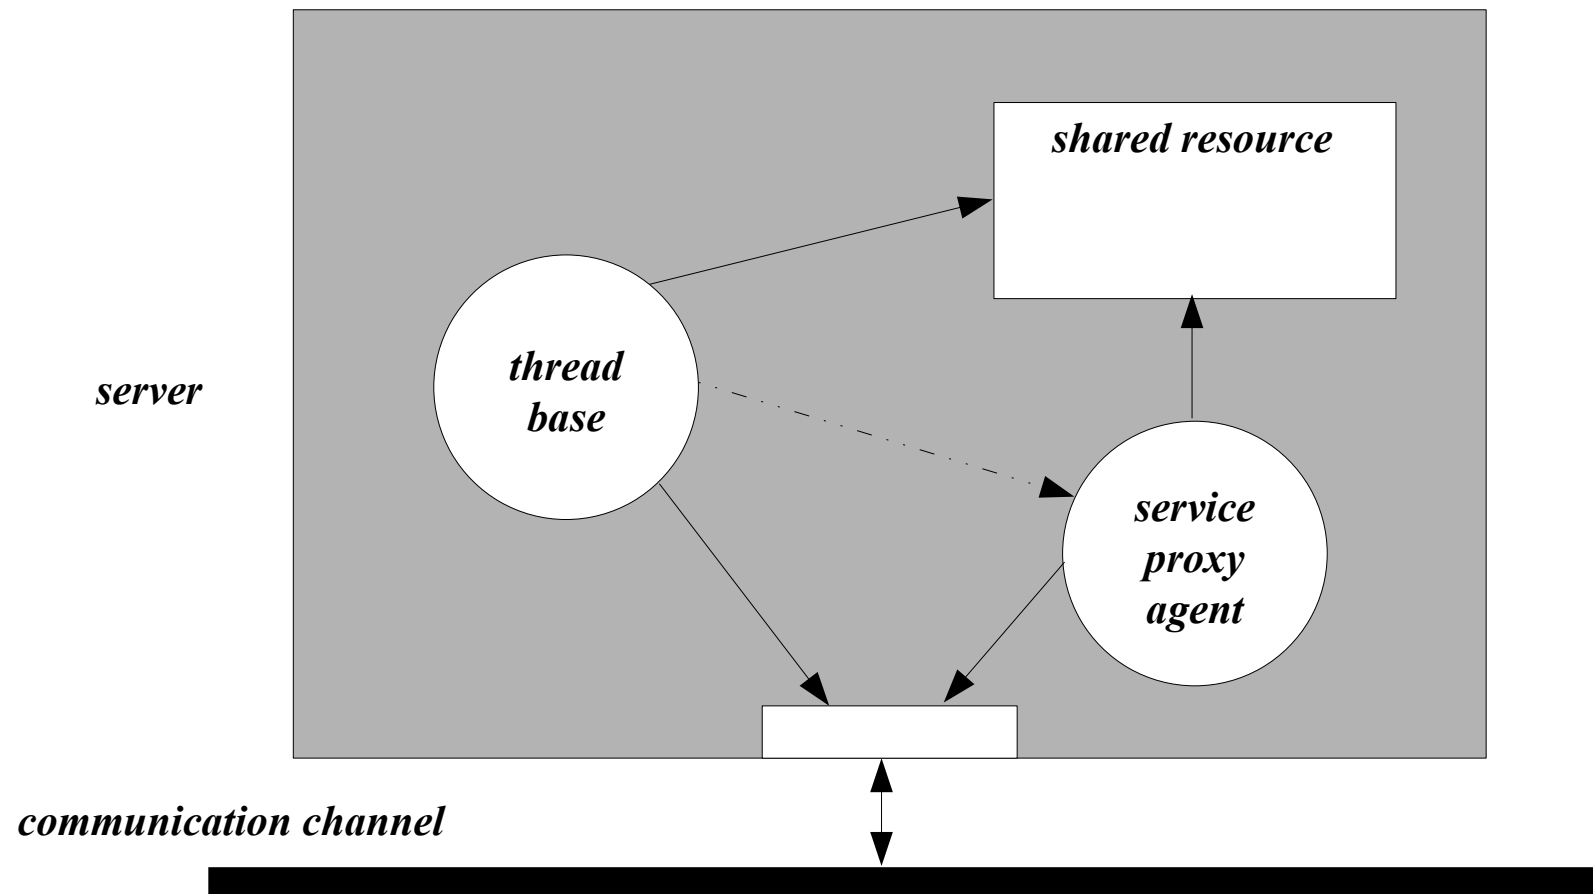 shared resource
thread
base
server
service
proxy
agent
communication channel